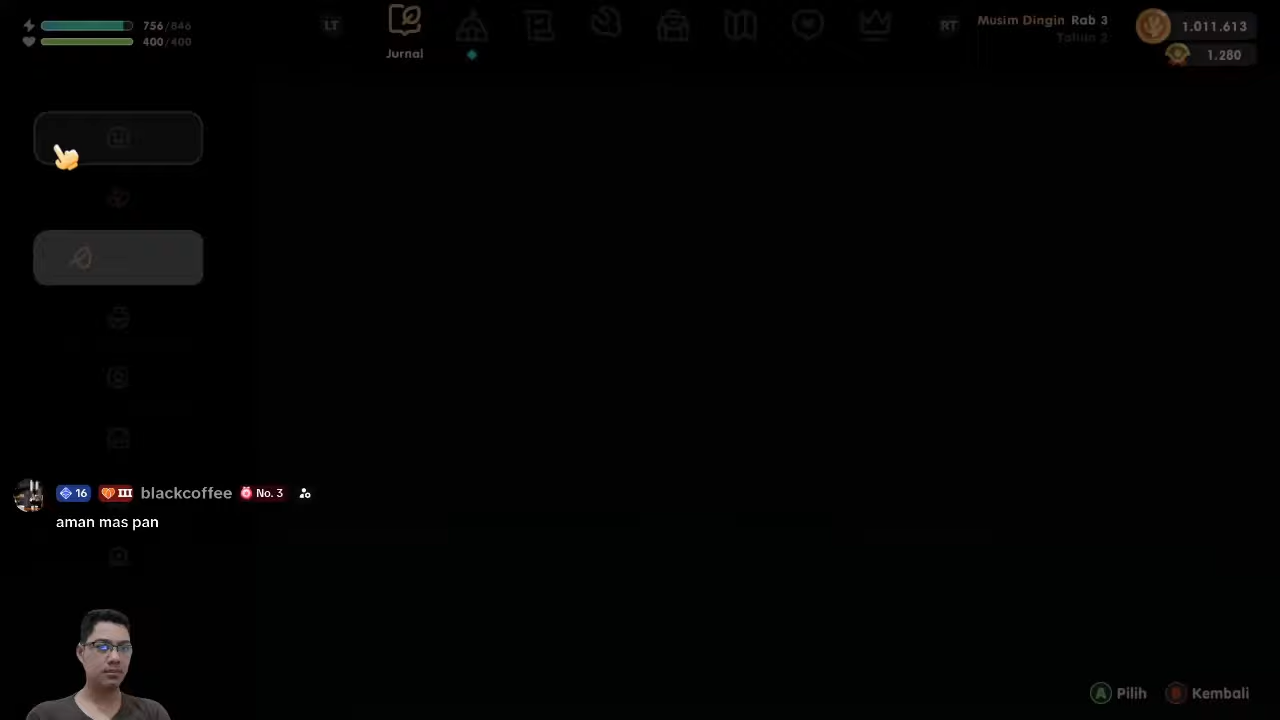 756/846
400/400
LT
Jurnal
RT
Musim Dingin Rab 3
Tahun 2
1.011.613
1.280
16 III blackcoffee No. 3
aman mas pan
A Pilih B Kembali